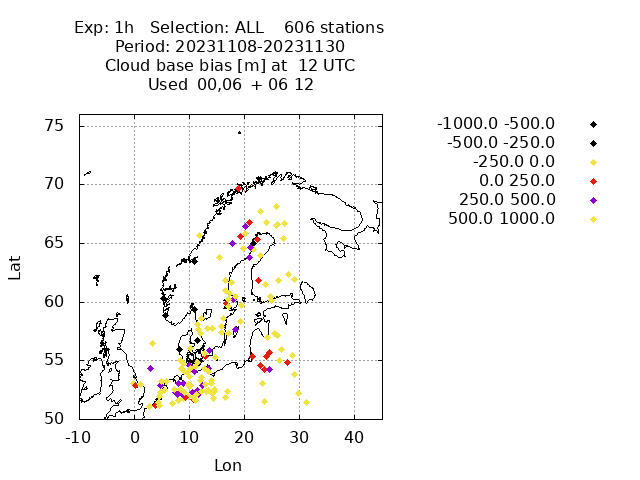 Exp: 1h   Selection: ALL    606 stations
Period: 20231108-20231130
Cloud base bias [m] at  12 UTC
Used  00,06  + 06 12
-1000.0 -500.0
-500.0 -250.0
-250.0 0.0
0.0 250.0
250.0 500.0
500.0 1000.0
75
70
65
60
55
50
Lat
-10 0 10 20 30 40
Lon